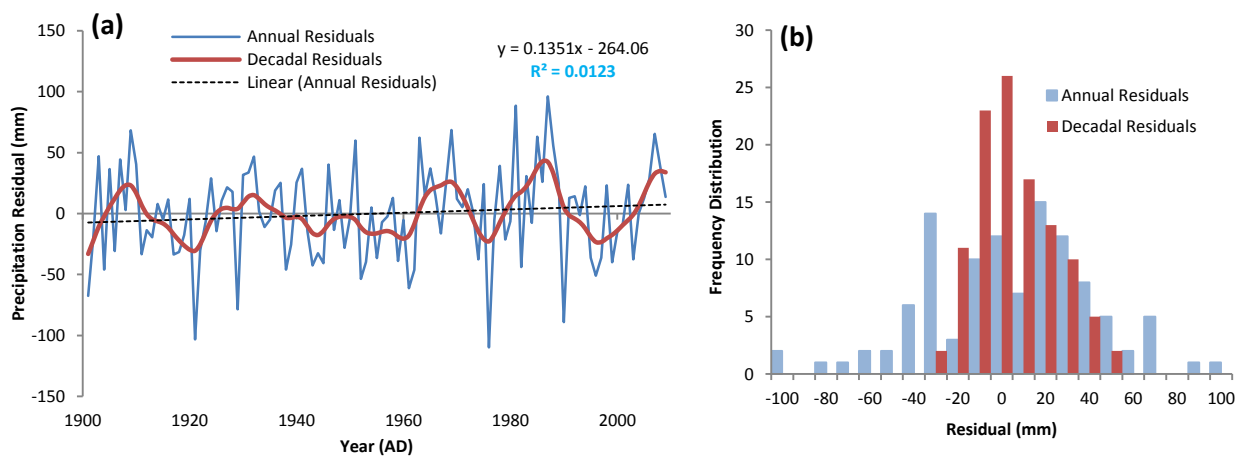 (a)
Annual Residuals
Decadal Residuals
Linear (Annual Residuals)
y = 0.1351x - 264.06
R² = 0.0123
Precipitation Residual (mm)
150
100
50
0
-50
-100
-150
1900
1920
1940
1960
1980
2000
Year (AD)
(b)
Annual Residuals
Decadal Residuals
Frequency Distribution
30
25
20
15
10
5
0
-100
-80
-60
-40
-20
0
20
40
60
80
100
Residual (mm)